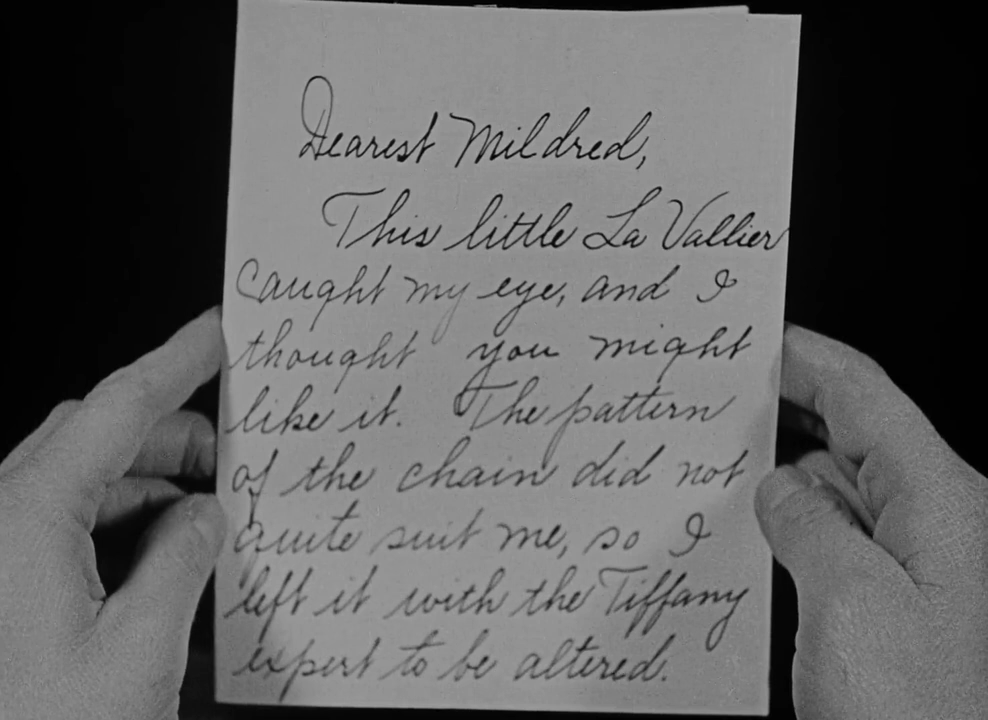 Dearest Mildred,
This little La Vallier
caught my eye, and I
thought you might
like it. The pattern
of the chain did not
quite suit me, so I
left it with the Tiffany
expert to be altered.